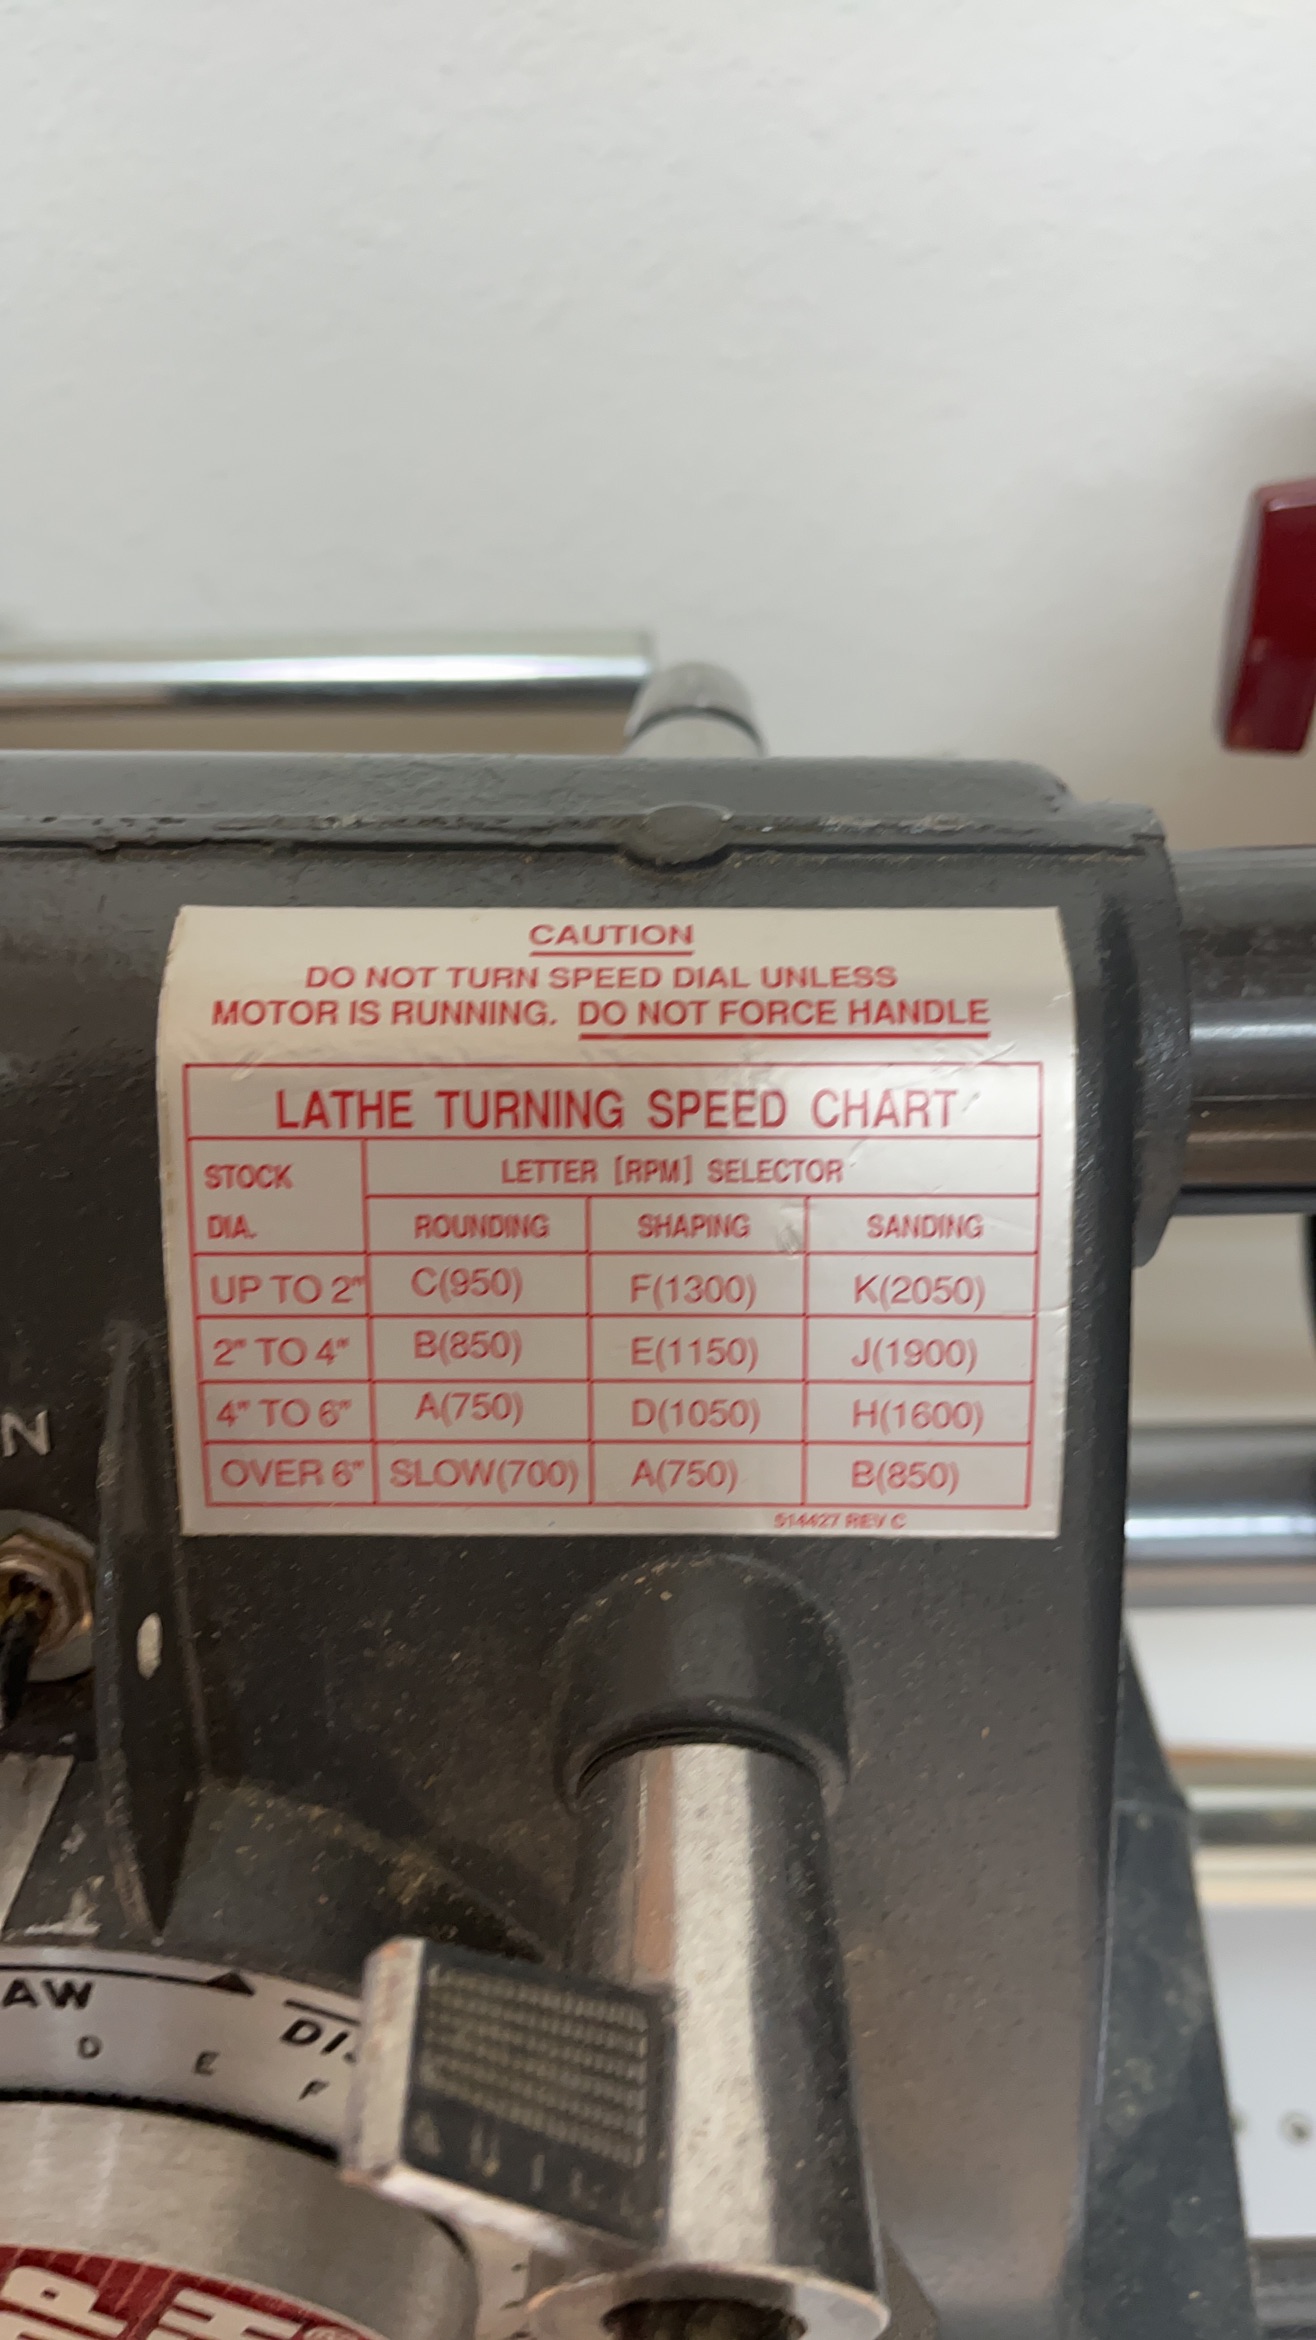 CAUTION
DO NOT TURN SPEED DIAL UNLESS
MOTOR IS RUNNING. DO NOT FORCE HANDLE
LATHE TURNING SPEED CHART
STOCK DIA. LETTER [RPM] SELECTOR
ROUNDING SHAPING SANDING
UP TO 2" C(950) F(1300) K(2050)
2" TO 4" B(850) E(1150) J(1900)
4" TO 6" A(750) D(1050) H(1600)
OVER 6" SLOW(700) A(750) B(850)
514427 REV C
N
AW
D E F